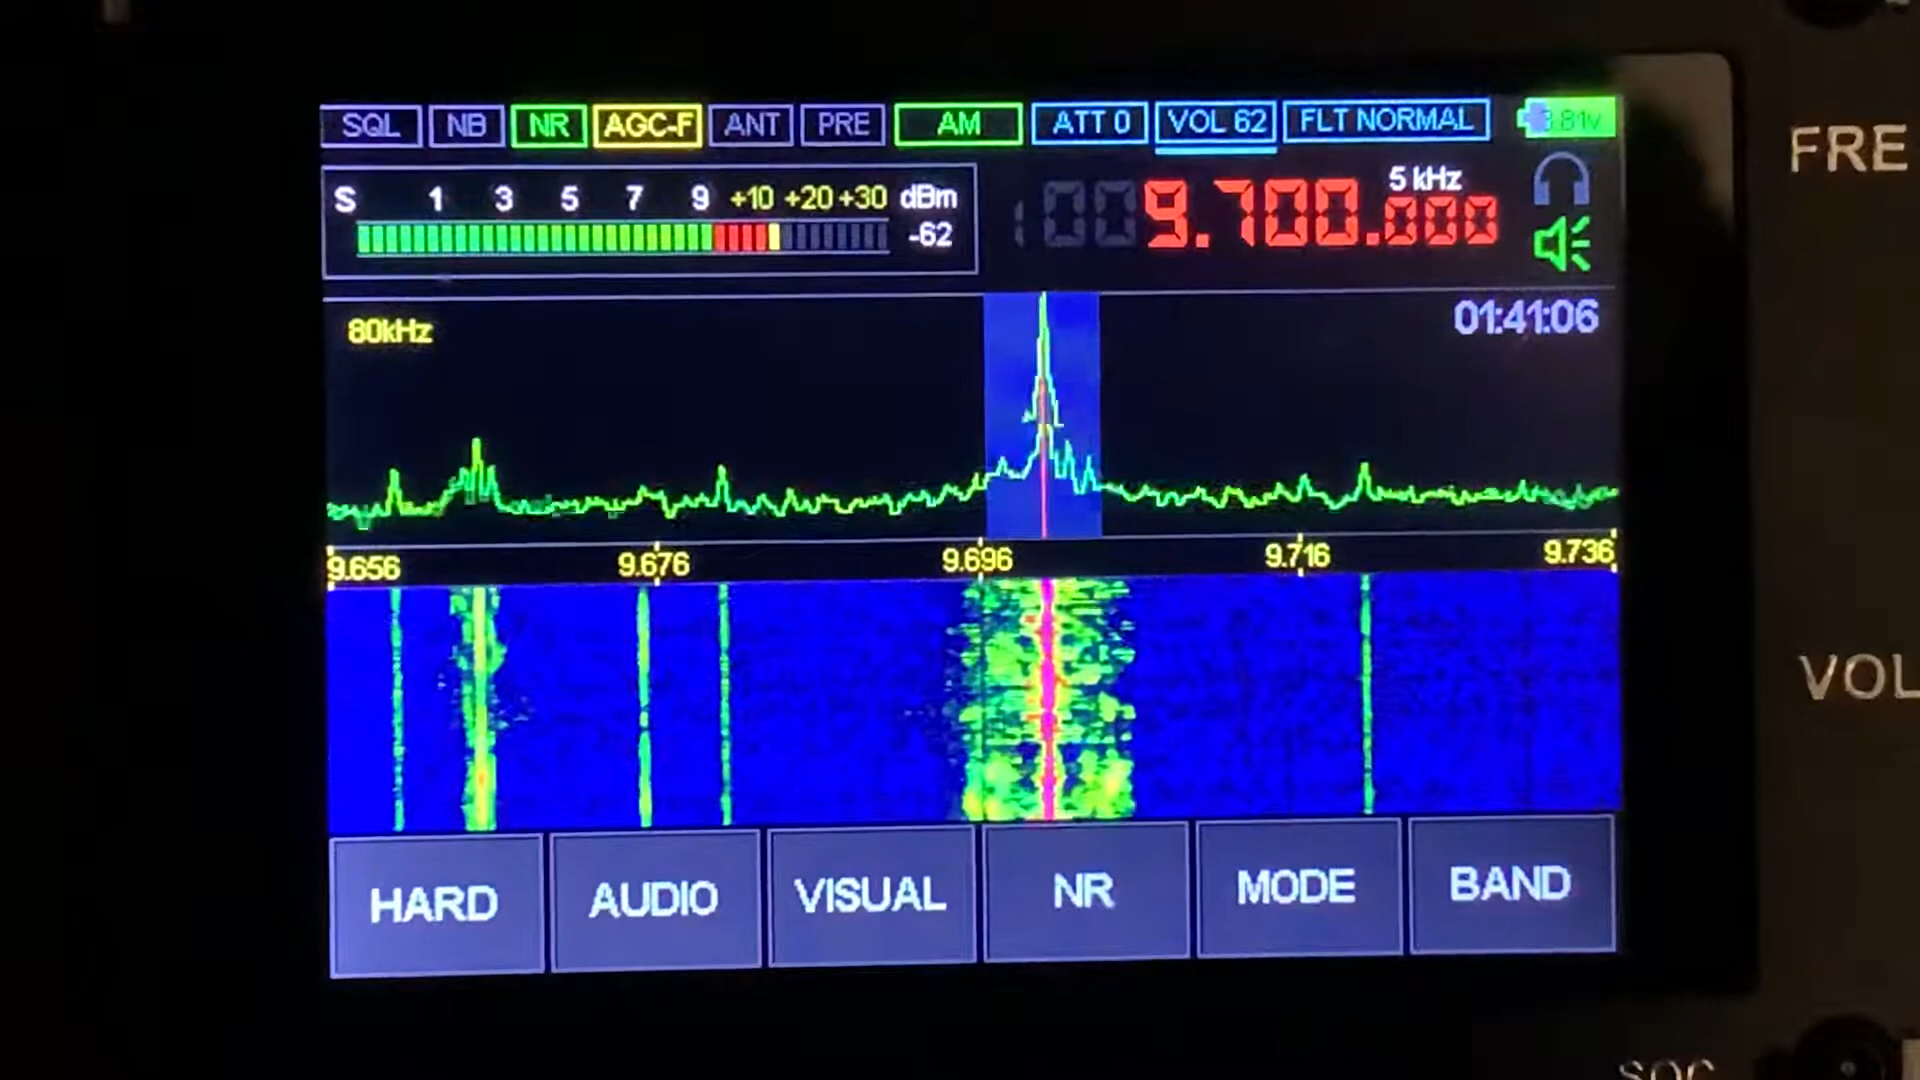 SQL NB NR AGC-F ANT PRE AM ATT 0 VOL 62 FLT NORMAL 3.81v
FRE
S 1 3 5 7 9 +10 +20 +30 dBm
-62
5 kHz
9.700.000
80kHz
01:41:06
9.656 9.676 9.696 9.716 9.736
VOL
HARD AUDIO VISUAL NR MODE BAND